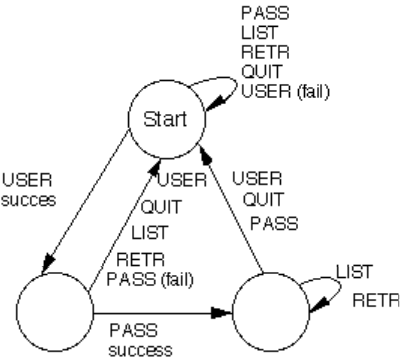 PASS
LIST
RETR
QUIT
USER (fail)
Start
USER
succes
USER
QUIT
LIST
RETR
PASS (fail)
USER
QUIT
PASS
LIST
RETR
PASS
success